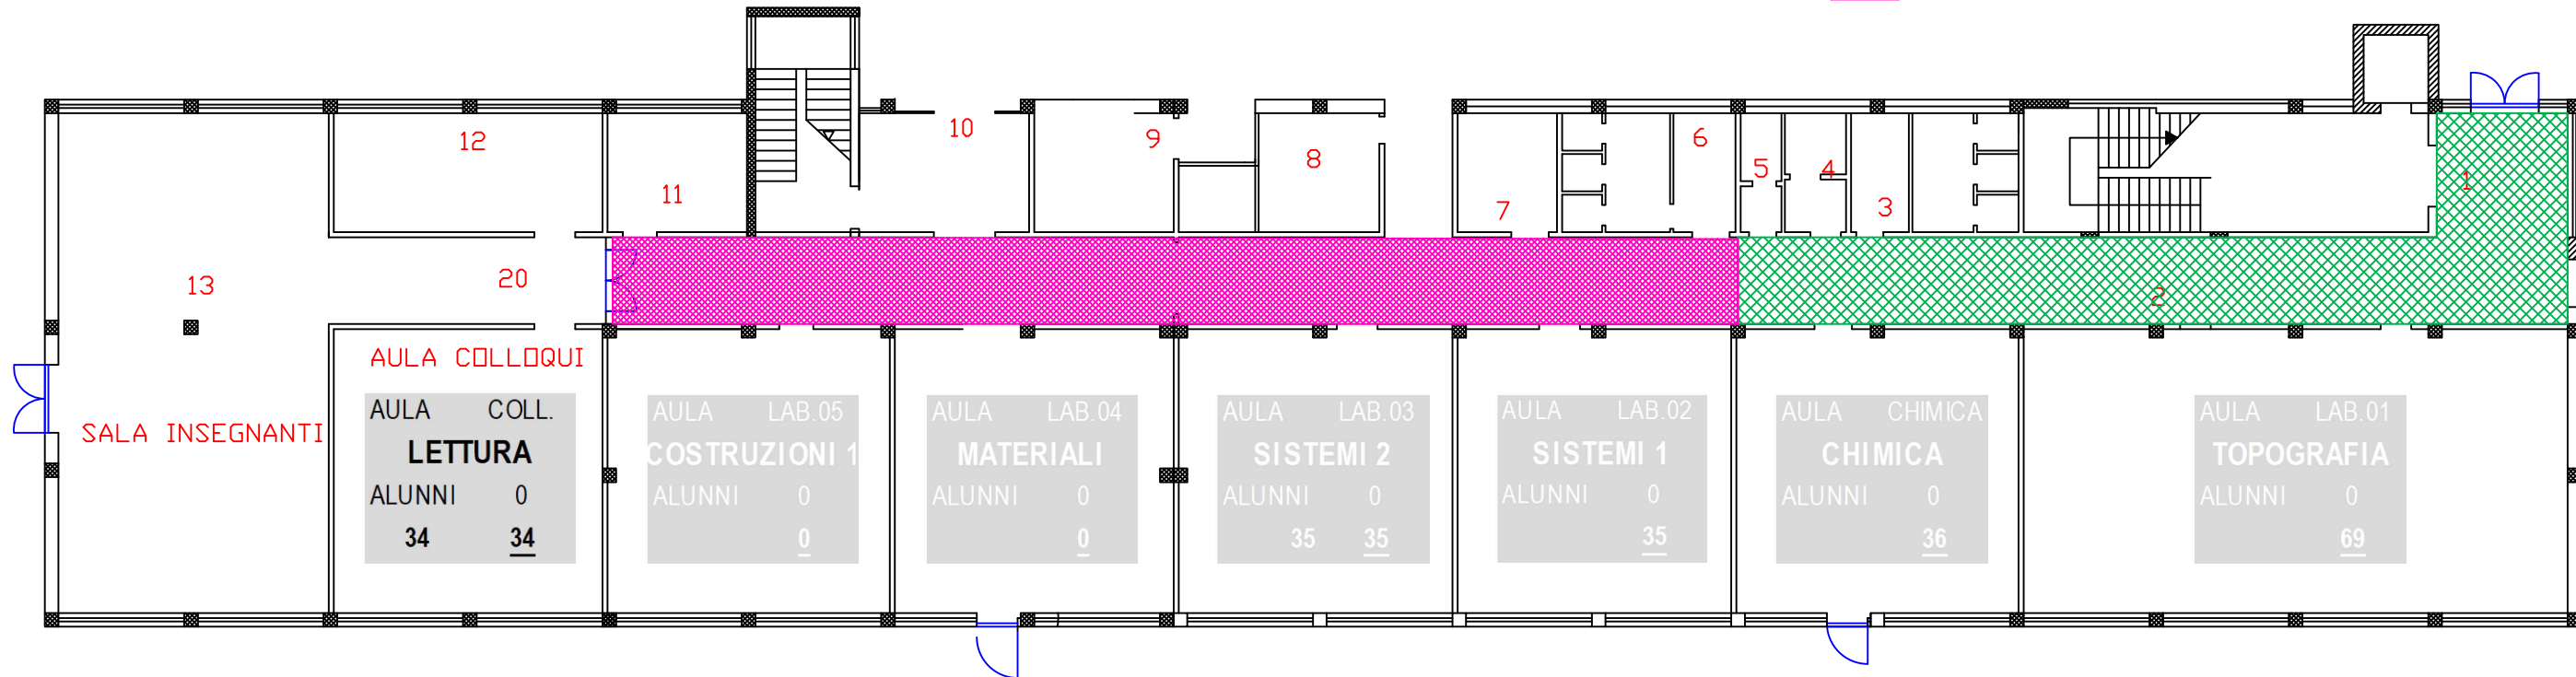 12
10
9
8
6
5
4
1
11
7
3
13
20
2
AULA COLLOQUI
SALA INSEGNANTI
AULA COLL.
LETTURA
ALUNNI 0
34 34
AULA LAB.05
COSTRUZIONI 1
ALUNNI 0
0
AULA LAB.04
MATERIALI
ALUNNI 0
0
AULA LAB.03
SISTEMI 2
ALUNNI 0
35 35
AULA LAB.02
SISTEMI 1
ALUNNI 0
35
AULA CHIMICA
CHIMICA
ALUNNI 0
36
AULA LAB.01
TOPOGRAFIA
ALUNNI 0
69